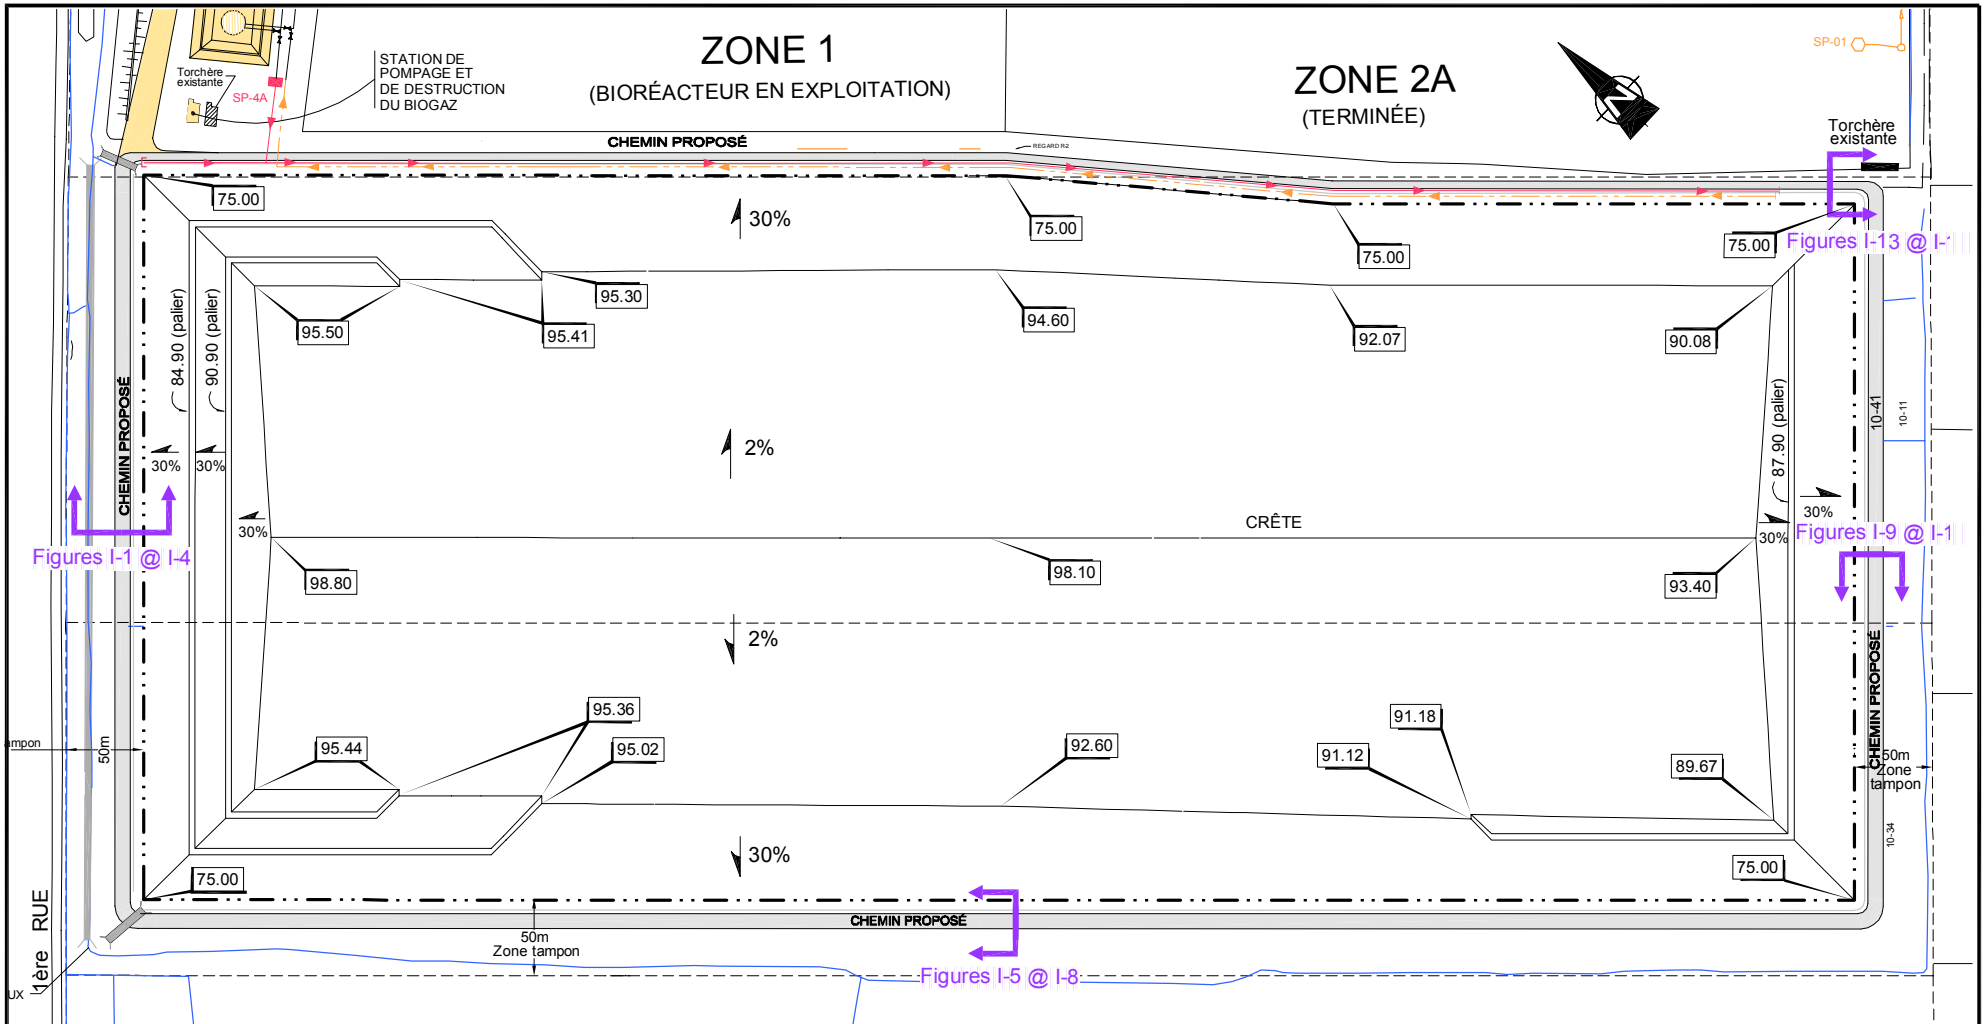 ZONE 1
(BIORÉACTEUR EN EXPLOITATION)
ZONE 2A
(TERMINÉE)
STATION DE
POMPAGE ET
DE DESTRUCTION
DU BIOGAZ
Torchère
existante
SP-4A
SP-01
N
Torchère
existante
CHEMIN PROPOSÉ
REGARD R-2
75.00
30%
75.00
75.00
75.00
Figures I-13 @ I-1
95.30
95.50
95.41
94.60
92.07
90.08
84.90 (palier)
90.90 (palier)
87.90 (palier)
10-41
10-11
CHEMIN PROPOSÉ
30%
30%
2%
30%
30%
30%
CRÊTE
Figures I-1 @ I-4
Figures I-9 @ I-1
98.80
98.10
93.40
2%
CHEMIN PROPOSÉ
95.36
95.44
95.02
92.60
91.18
91.12
89.67
ampon
50m
50m
Zone
tampon
10-34
30%
75.00
75.00
CHEMIN PROPOSÉ
50m
Zone tampon
Figures I-5 @ I-8
1ère RUE
UX